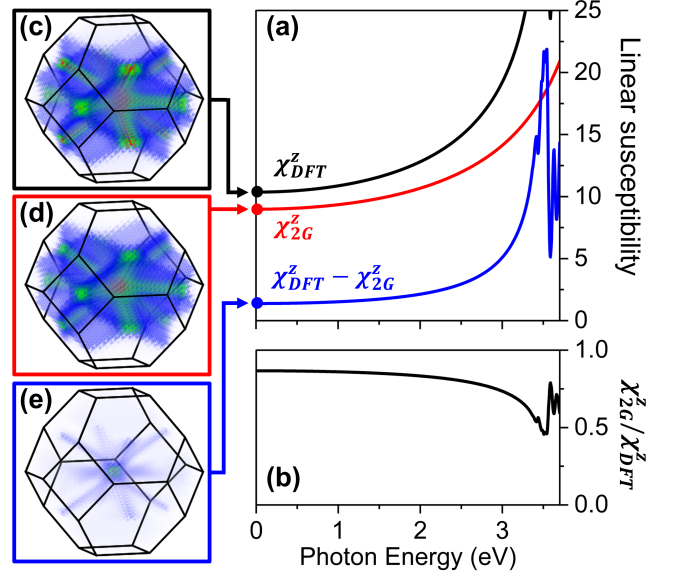 (c)
(d)
(e)
(a)
25
20
15
10
5
0
Linear susceptibility
χ^z_DFT
χ^z_2G
χ^z_DFT − χ^z_2G
(b)
1.0
0.5
0.0
χ^z_2G/χ^z_DFT
0 1 2 3
Photon Energy (eV)